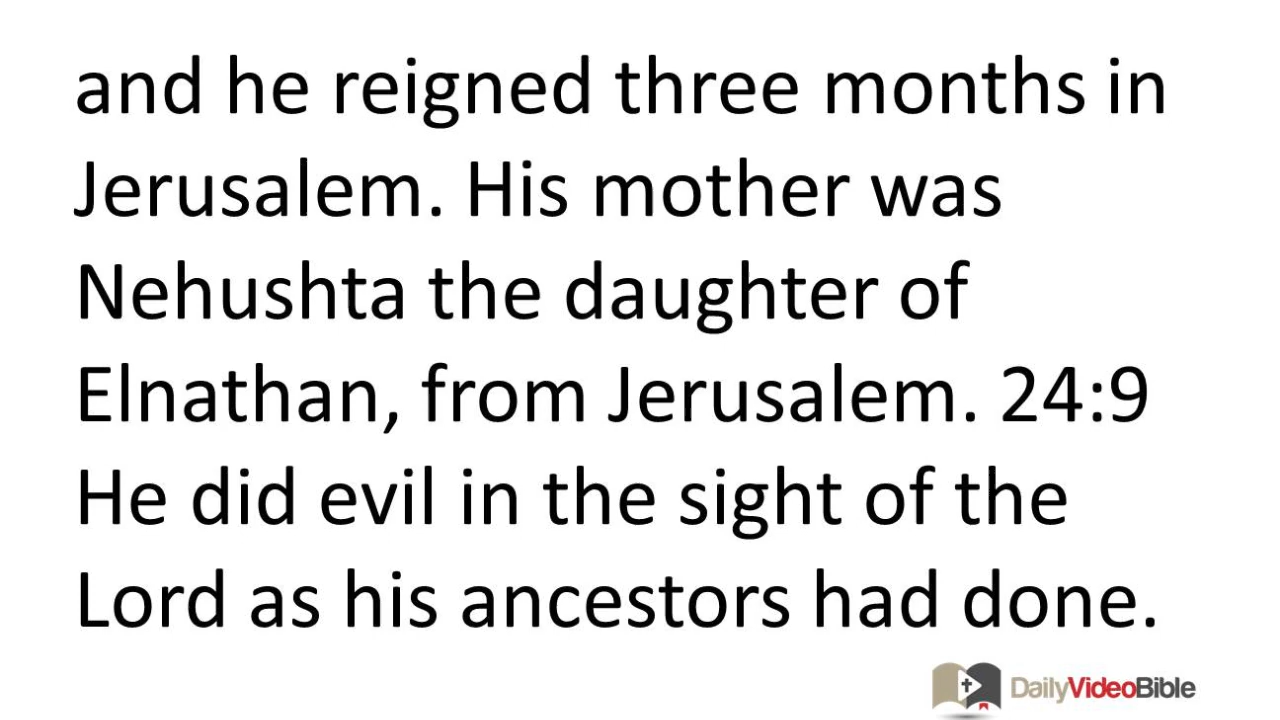 and he reigned three months in
Jerusalem. His mother was
Nehushta the daughter of
Elnathan, from Jerusalem. 24:9
He did evil in the sight of the
Lord as his ancestors had done.
DailyVideoBible